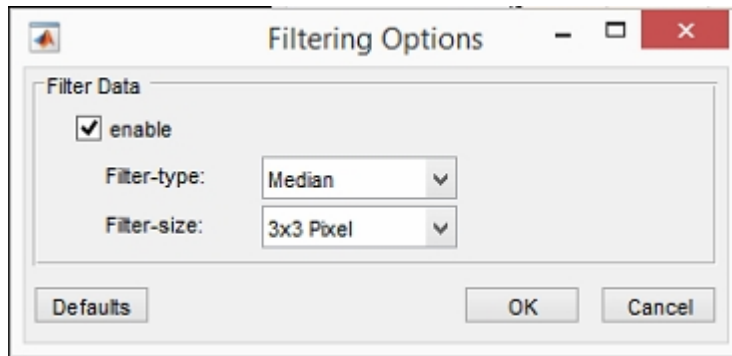 Filtering Options
Filter Data
enable
Filter-type: Median
Filter-size: 3x3 Pixel
Defaults OK Cancel